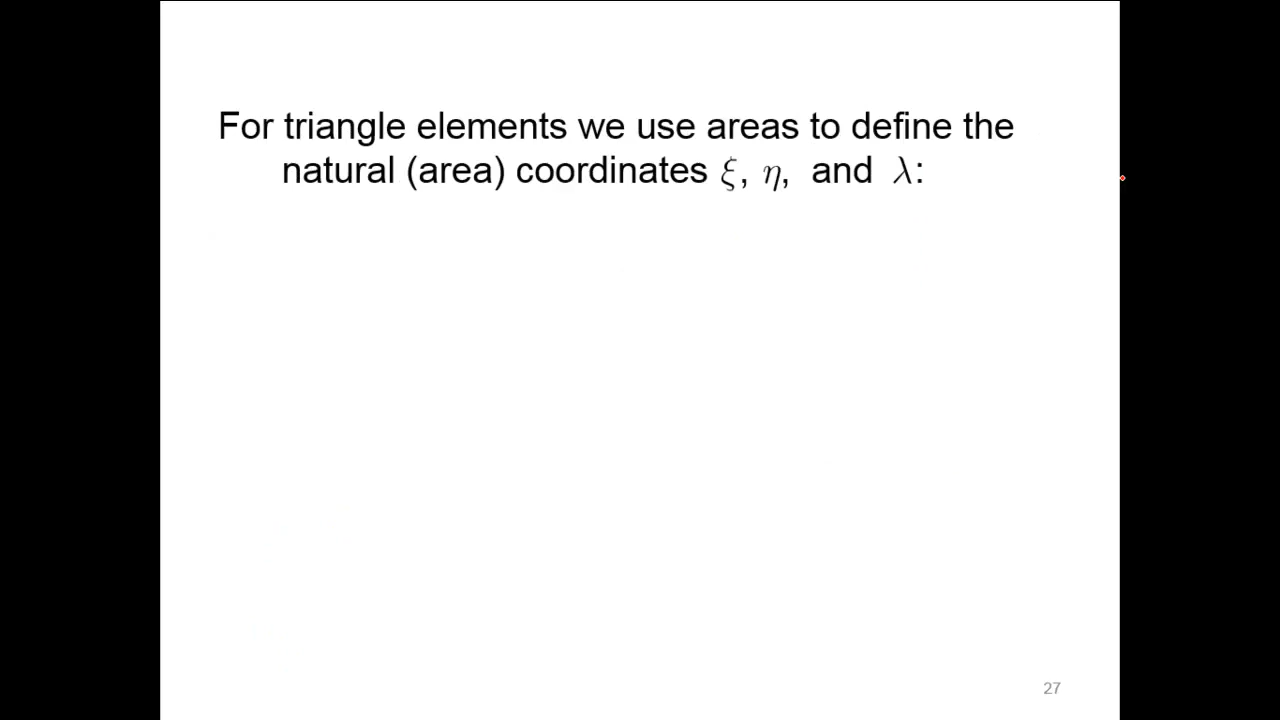 For triangle elements we use areas to define the
natural (area) coordinates ξ, η, and λ:
27